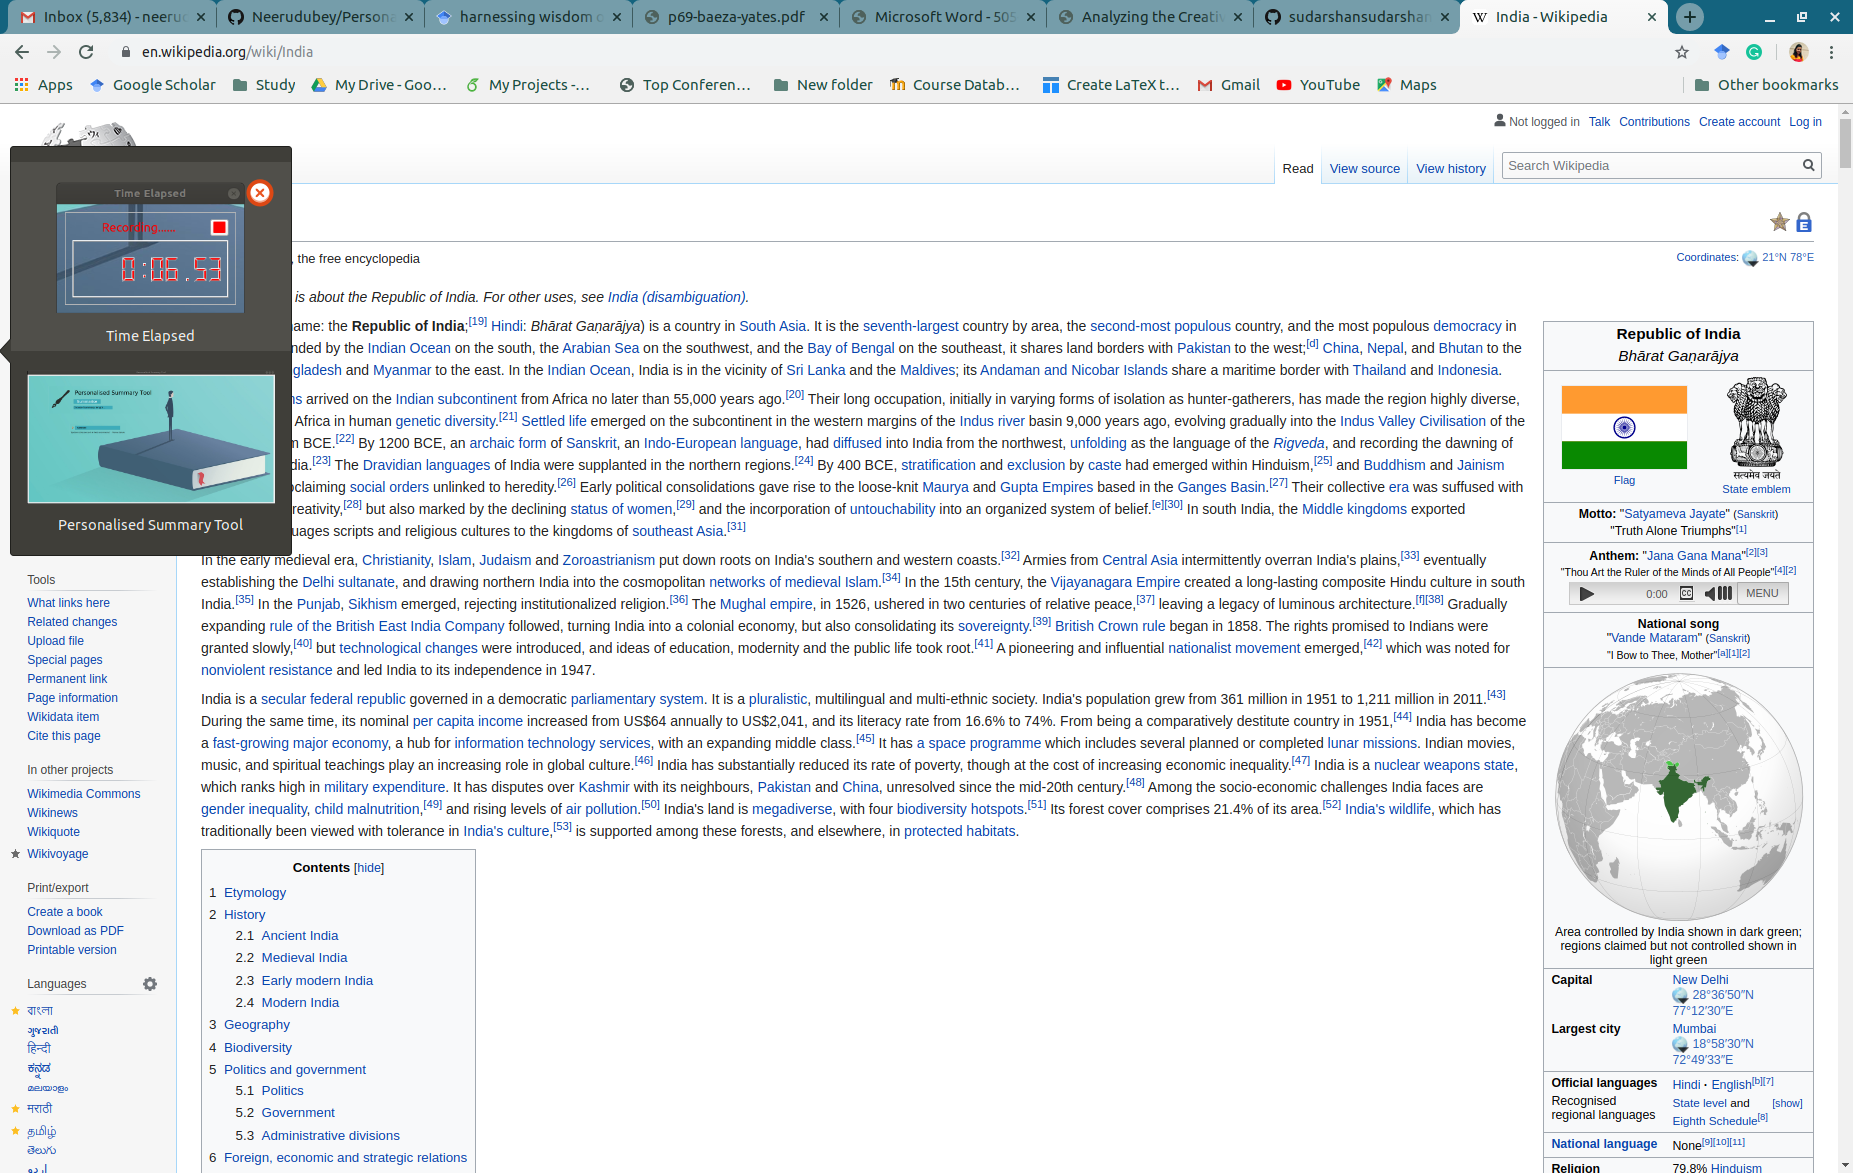 Inbox (5,834) - neeru
Neerudubey/Persona
harnessing wisdom o
p69-baeza-yates.pdf
Microsoft Word - 505
Analyzing the Creativ
sudarshansudarshan
India - Wikipedia
en.wikipedia.org/wiki/India
Apps
Google Scholar
Study
My Drive - Goo...
My Projects -...
Top Conferen...
New folder
Course Datab...
Create LaTeX t...
Gmail
YouTube
Maps
Other bookmarks
Not logged in Talk Contributions Create account Log in
Read View source View history
Search Wikipedia
Time Elapsed
Recording......
0:06.53
Time Elapsed
Personalised Summary Tool
Personalised Summary Tool
, the free encyclopedia
Coordinates: 21°N 78°E
is about the Republic of India. For other uses, see India (disambiguation).
name: the Republic of India;[19] Hindi: Bhārat Gaṇarājya) is a country in South Asia. It is the seventh-largest country by area, the second-most populous country, and the most populous democracy in
nded by the Indian Ocean on the south, the Arabian Sea on the southwest, and the Bay of Bengal on the southeast, it shares land borders with Pakistan to the west;[d] China, Nepal, and Bhutan to the
gladesh and Myanmar to the east. In the Indian Ocean, India is in the vicinity of Sri Lanka and the Maldives; its Andaman and Nicobar Islands share a maritime border with Thailand and Indonesia.
ns arrived on the Indian subcontinent from Africa no later than 55,000 years ago.[20] Their long occupation, initially in varying forms of isolation as hunter-gatherers, has made the region highly diverse,
Africa in human genetic diversity.[21] Settled life emerged on the subcontinent in the western margins of the Indus river basin 9,000 years ago, evolving gradually into the Indus Valley Civilisation of the
m BCE.[22] By 1200 BCE, an archaic form of Sanskrit, an Indo-European language, had diffused into India from the northwest, unfolding as the language of the Rigveda, and recording the dawning of
dia.[23] The Dravidian languages of India were supplanted in the northern regions.[24] By 400 BCE, stratification and exclusion by caste had emerged within Hinduism,[25] and Buddhism and Jainism
oclaiming social orders unlinked to heredity.[26] Early political consolidations gave rise to the loose-knit Maurya and Gupta Empires based in the Ganges Basin.[27] Their collective era was suffused with
reativity,[28] but also marked by the declining status of women,[29] and the incorporation of untouchability into an organized system of belief.[e][30] In south India, the Middle kingdoms exported
uages scripts and religious cultures to the kingdoms of southeast Asia.[31]
In the early medieval era, Christianity, Islam, Judaism and Zoroastrianism put down roots on India's southern and western coasts.[32] Armies from Central Asia intermittently overran India's plains,[33] eventually
establishing the Delhi sultanate, and drawing northern India into the cosmopolitan networks of medieval Islam.[34] In the 15th century, the Vijayanagara Empire created a long-lasting composite Hindu culture in south
India.[35] In the Punjab, Sikhism emerged, rejecting institutionalized religion.[36] The Mughal empire, in 1526, ushered in two centuries of relative peace,[37] leaving a legacy of luminous architecture.[f][38] Gradually
expanding rule of the British East India Company followed, turning India into a colonial economy, but also consolidating its sovereignty.[39] British Crown rule began in 1858. The rights promised to Indians were
granted slowly,[40] but technological changes were introduced, and ideas of education, modernity and the public life took root.[41] A pioneering and influential nationalist movement emerged,[42] which was noted for
nonviolent resistance and led India to its independence in 1947.
India is a secular federal republic governed in a democratic parliamentary system. It is a pluralistic, multilingual and multi-ethnic society. India's population grew from 361 million in 1951 to 1,211 million in 2011.[43]
During the same time, its nominal per capita income increased from US$64 annually to US$2,041, and its literacy rate from 16.6% to 74%. From being a comparatively destitute country in 1951,[44] India has become
a fast-growing major economy, a hub for information technology services, with an expanding middle class.[45] It has a space programme which includes several planned or completed lunar missions. Indian movies,
music, and spiritual teachings play an increasing role in global culture.[46] India has substantially reduced its rate of poverty, though at the cost of increasing economic inequality.[47] India is a nuclear weapons state,
which ranks high in military expenditure. It has disputes over Kashmir with its neighbours, Pakistan and China, unresolved since the mid-20th century.[48] Among the socio-economic challenges India faces are
gender inequality, child malnutrition,[49] and rising levels of air pollution.[50] India's land is megadiverse, with four biodiversity hotspots.[51] Its forest cover comprises 21.4% of its area.[52] India's wildlife, which has
traditionally been viewed with tolerance in India's culture,[53] is supported among these forests, and elsewhere, in protected habitats.
Tools
What links here
Related changes
Upload file
Special pages
Permanent link
Page information
Wikidata item
Cite this page
In other projects
Wikimedia Commons
Wikinews
Wikiquote
Wikivoyage
Print/export
Create a book
Download as PDF
Printable version
Languages
বাংলা
ગુજરાતી
हिन्दी
ಕನ್ನಡ
മലയാളം
मराठी
தமிழ்
తెలుగు
اردو
Contents [hide]
1 Etymology
2 History
2.1 Ancient India
2.2 Medieval India
2.3 Early modern India
2.4 Modern India
3 Geography
4 Biodiversity
5 Politics and government
5.1 Politics
5.2 Government
5.3 Administrative divisions
6 Foreign, economic and strategic relations
Republic of India
Bhārat Gaṇarājya
सत्यमेव जयते
Flag
State emblem
Motto: "Satyameva Jayate" (Sanskrit)
"Truth Alone Triumphs"[1]
Anthem: "Jana Gana Mana"[2][3]
"Thou Art the Ruler of the Minds of All People"[4][2]
0:00 CC MENU
National song
"Vande Mataram" (Sanskrit)
"I Bow to Thee, Mother"[a][1][2]
Area controlled by India shown in dark green;
regions claimed but not controlled shown in
light green
Capital New Delhi
28°36′50″N
77°12′30″E
Largest city Mumbai
18°58′30″N
72°49′33″E
Official languages Hindi · English[b][7]
Recognised State level and [show]
regional languages Eighth Schedule[8]
National language None[9][10][11]
Religion 79.8% Hinduism